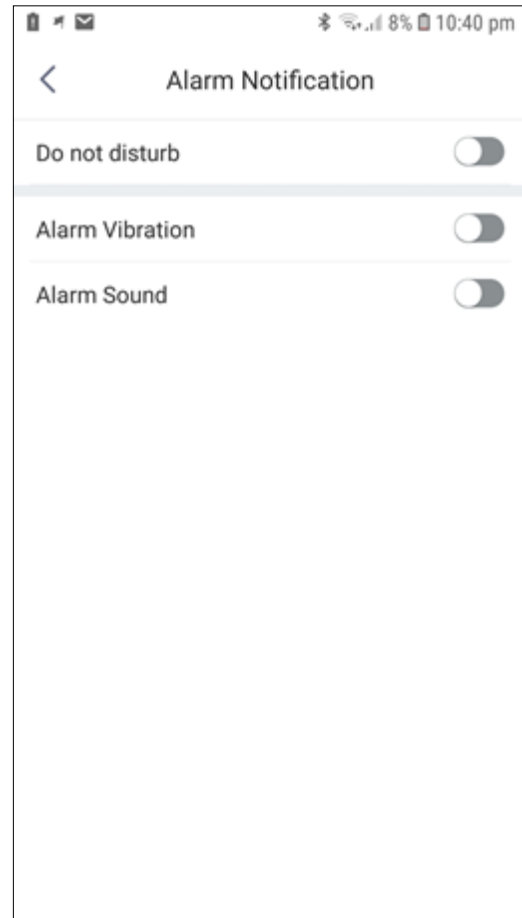 8% 10:40 pm
Alarm Notification
Do not disturb
Alarm Vibration
Alarm Sound